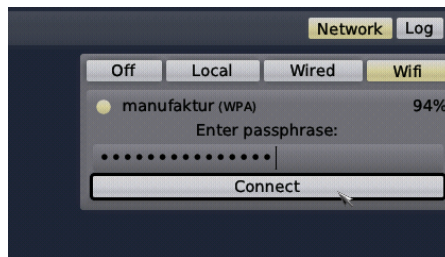 Network Log
Off Local Wired Wifi
manufaktur (WPA) 94%
Enter passphrase:
Connect